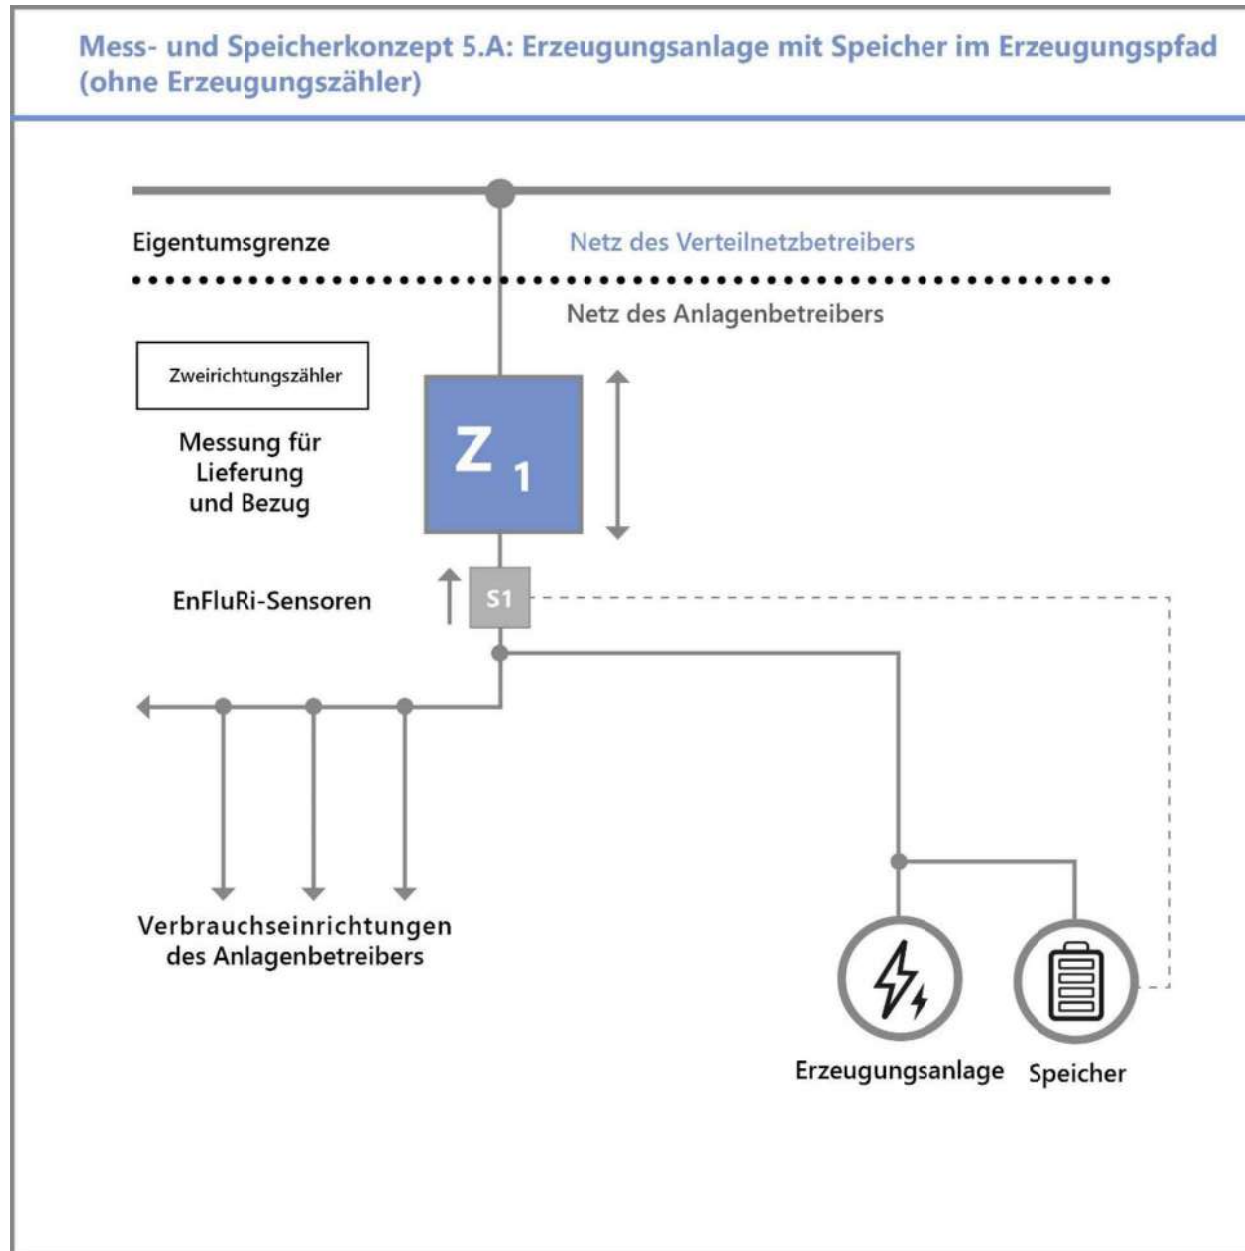 Mess- und Speicherkonzept 5.A: Erzeugungsanlage mit Speicher im Erzeugungspfad
(ohne Erzeugungszähler)
Eigentumsgrenze
Netz des Verteilnetzbetreibers
Netz des Anlagenbetreibers
Zweirichtungszähler
Messung für
Lieferung
und Bezug
Z 1
EnFluRi-Sensoren
S1
Verbrauchseinrichtungen
des Anlagenbetreibers
Erzeugungsanlage
Speicher